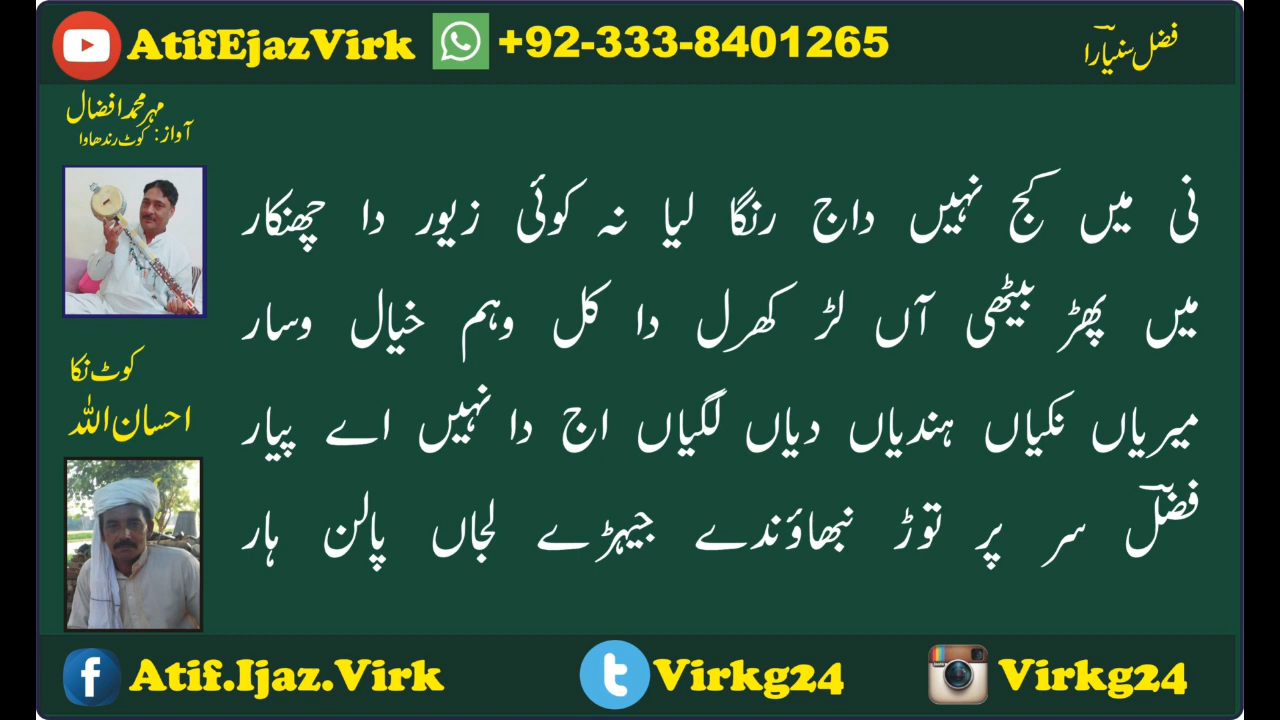 AtifEjazVirk +92-333-8401265 فضل سنیارا
مہر محمد افضال
آواز: کوٹ رندھاوا
نی میں کج نہیں داج رنگا لیا نہ کوئی زیور دا چھنکار
میں پھڑ بیٹھی آں لڑ کھرل دا کل وہم خیال وسار
میریاں نکیاں ہندیاں دیاں لگیاں اج دا نہیں اے پیار
فضلؔ سر پر توڑ نبھاؤندے جیہڑے لجاں پالن ہار
کوٹ نکا
احسان اللہ
Atif.Ijaz.Virk Virkg24 Virkg24